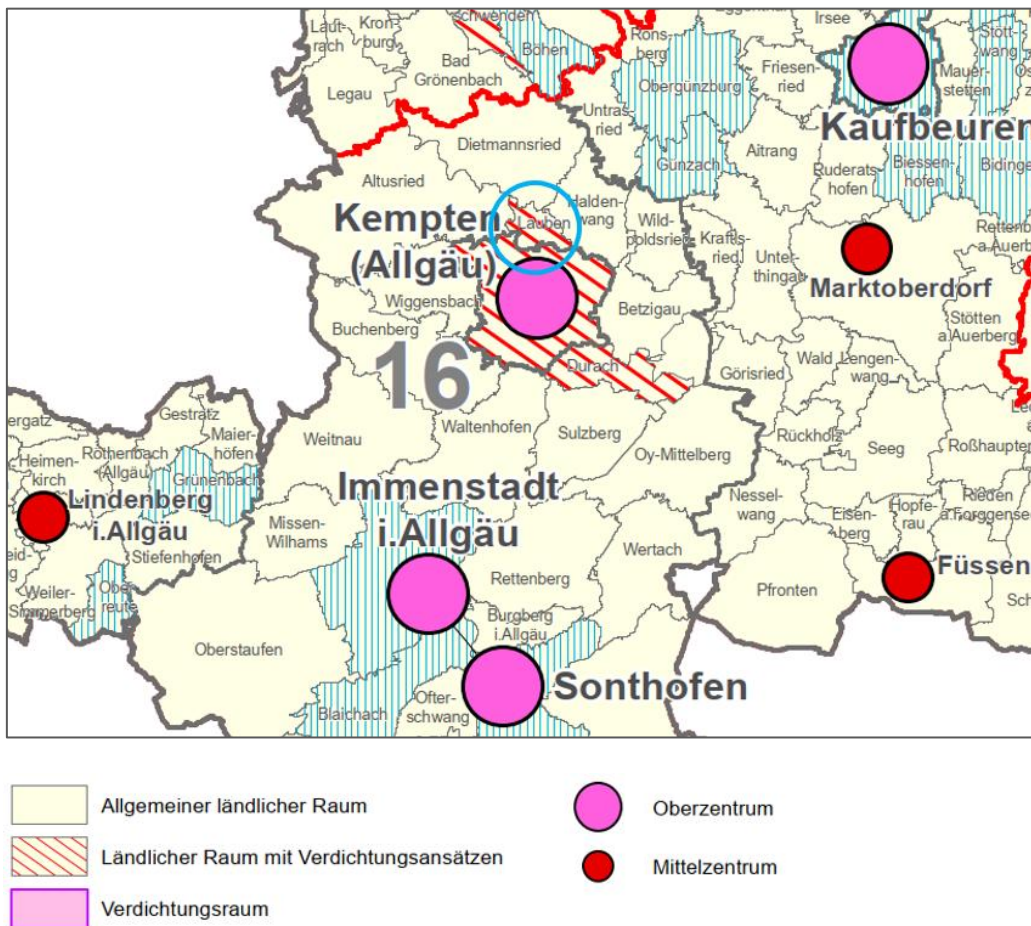 schwenden
Laut-
rach
Kron-
burg
Bad
Grönenbach
Legau
Böhen
Rons-
berg
Obergünzburg
Irsee
Friesen-
ried
Stött-
wang
Mauer-
stetten
Kaufbeuren
Untras-
ried
Günzach
Aitrang
Ruderats-
hofen
Biessen-
hofen
Dietmannsried
Altusried
Lauben
Halden-
wang
Wild-
poldsried
Kempten
(Allgäu)
Wiggensbach
Buchenberg
Betzigau
Durach
16
Kraftis-
ried
Unter-
thingau
Marktoberdorf
Stötten
a.Auerberg
Görisried
Wald
Lengen-
wang
Rückholz
Seeg
Weitnau
Waltenhofen
Sulzberg
Oy-Mittelberg
Gestratz
Röthenbach
(Allgäu)
Maier-
höfen
Heimen-
kirch
Grünenbach
Lindenberg
i.Allgäu
Stiefenhofen
Weiler-
Simmerberg
Ober-
reute
Missen-
Wilhams
Immenstadt
i.Allgäu
Rettenberg
Wertach
Burgberg
i.Allgäu
Nessel-
wang
Eisen-
berg
Hopfe-
rau
Rieden
Füssen
Pfronten
Oberstaufen
Blaichach
Ofter-
schwang
Sonthofen
Allgemeiner ländlicher Raum
Ländlicher Raum mit Verdichtungsansätzen
Verdichtungsraum
Oberzentrum
Mittelzentrum